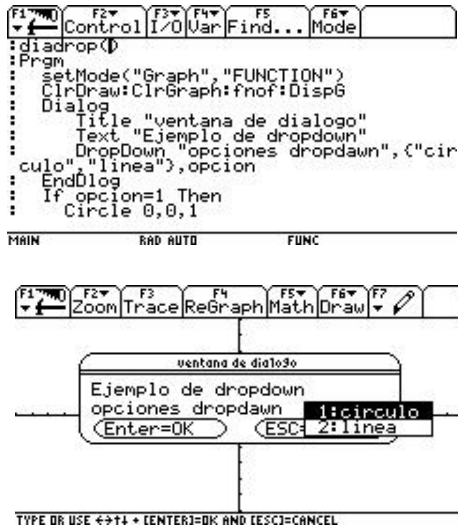 F1 F2 Control F3 I/O F4 Var F5 Find... F6 Mode
:diadrop()
:Prgm
: setMode("Graph","FUNCTION")
: ClrDraw:ClrGraph:fnof:DispG
: Dialog
: Title "ventana de dialogo"
: Text "Ejemplo de dropdown"
: DropDown "opciones dropdawn",{"cir
culo","linea"},opcion
: EndDlog
: If opcion=1 Then
: Circle 0,0,1
MAIN RAD AUTO FUNC
F1 F2 Zoom F3 Trace F4 ReGraph F5 Math F6 Draw F7
ventana de dialogo
Ejemplo de dropdown
opciones dropdawn 1:circulo
Enter=OK ESC= 2:linea
TYPE OR USE ←→↑↓ + [ENTER]=OK AND [ESC]=CANCEL